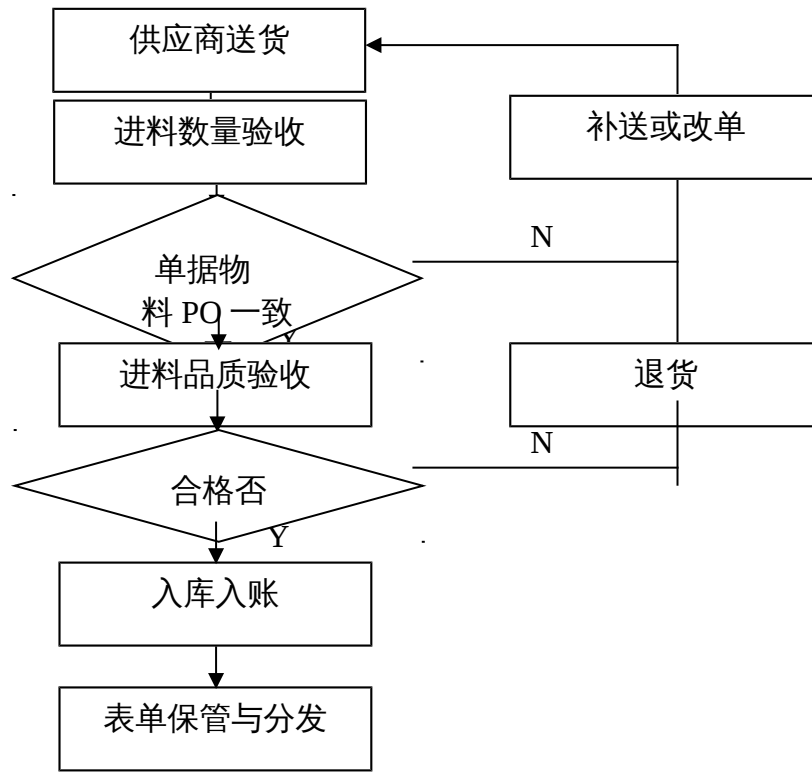 供应商送货
进料数量验收
补送或改单
N
单据物
料 PO 一致
Y
进料品质验收
退货
N
合格否
Y
入库入账
表单保管与分发